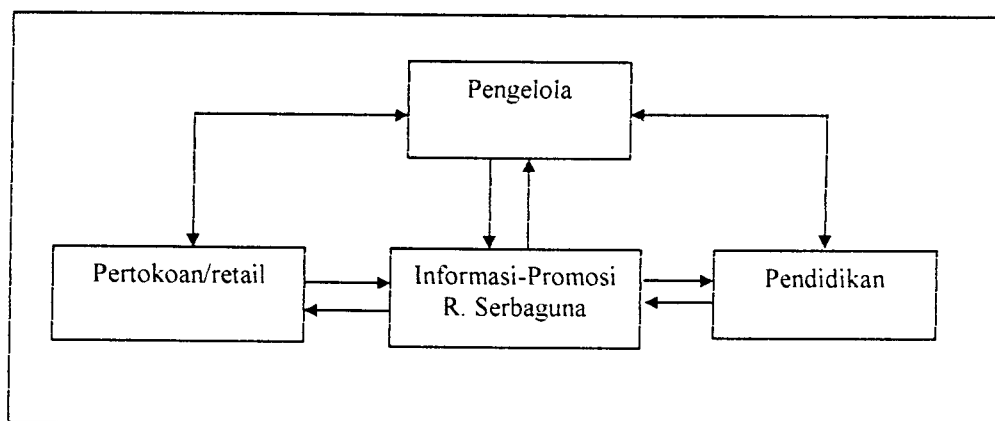 Pengeloia
Pertokoan/retail
Informasi-Promosi
R. Serbaguna
Pendidikan